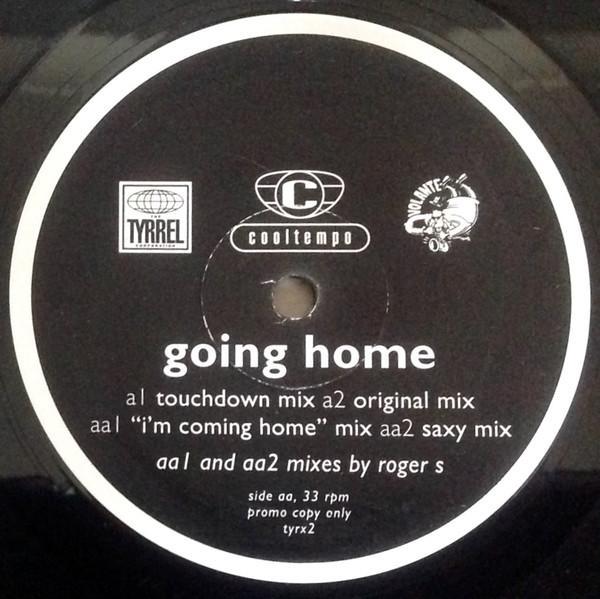 THE
TYRREL
CORPORATION
C
cooltempo
VOLANTE
going home
a1 touchdown mix a2 original mix
aa1 “i’m coming home” mix aa2 saxy mix
aa1 and aa2 mixes by roger s
side aa, 33 rpm
promo copy only
tyrx2